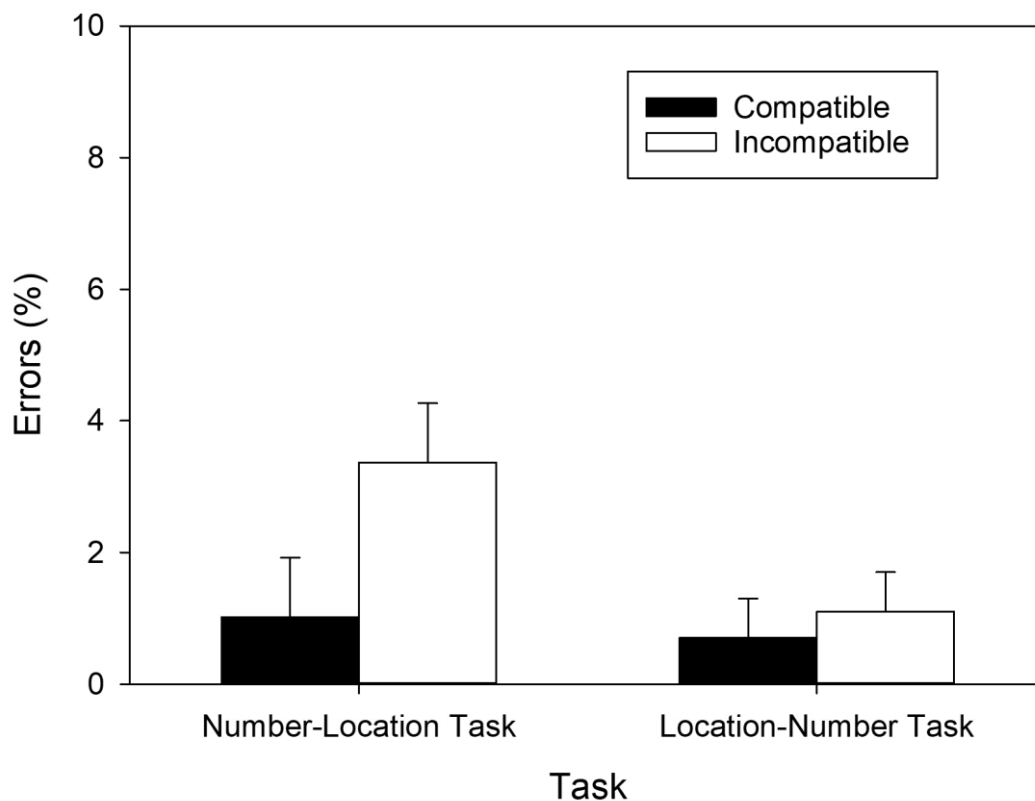 10
8
6
4
2
0
Errors (%)
Compatible
Incompatible
Number-Location Task
Location-Number Task
Task